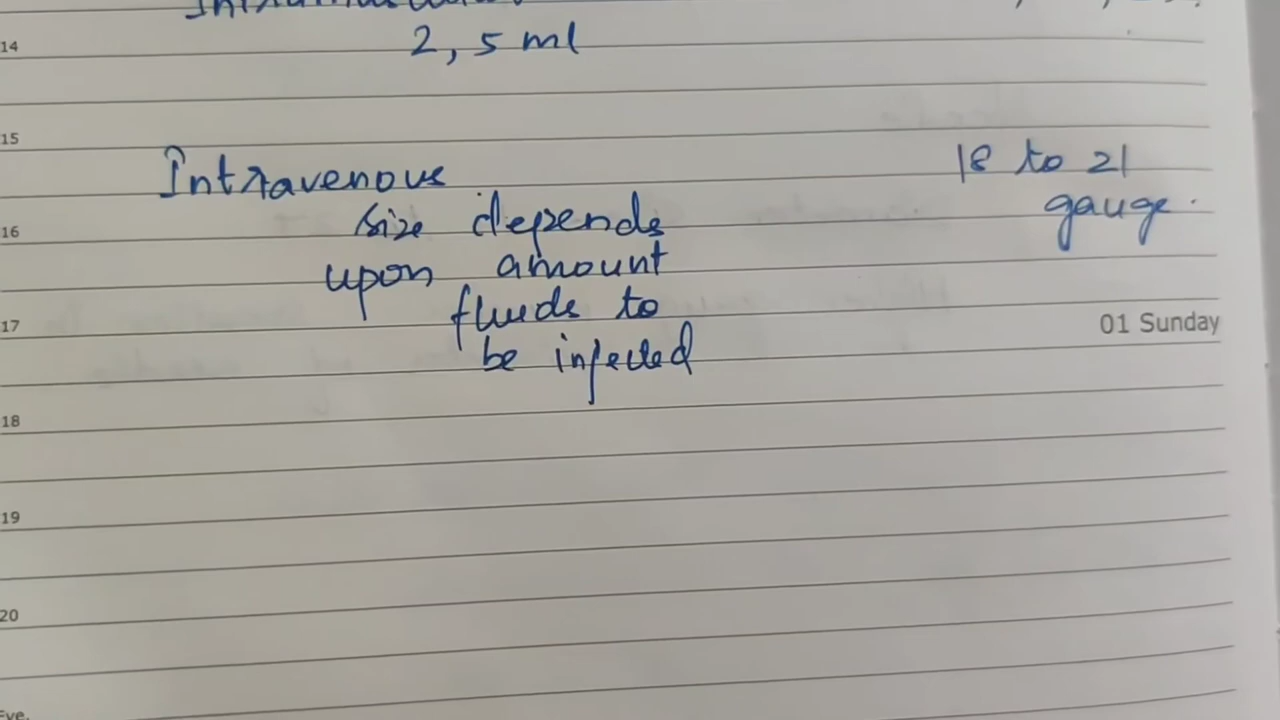 14
2, 5 ml
15
Intravenous
18 to 21
size depends
gauge.
16
upon amount
fluids to
17
01 Sunday
be injected
18
19
20
Eve.